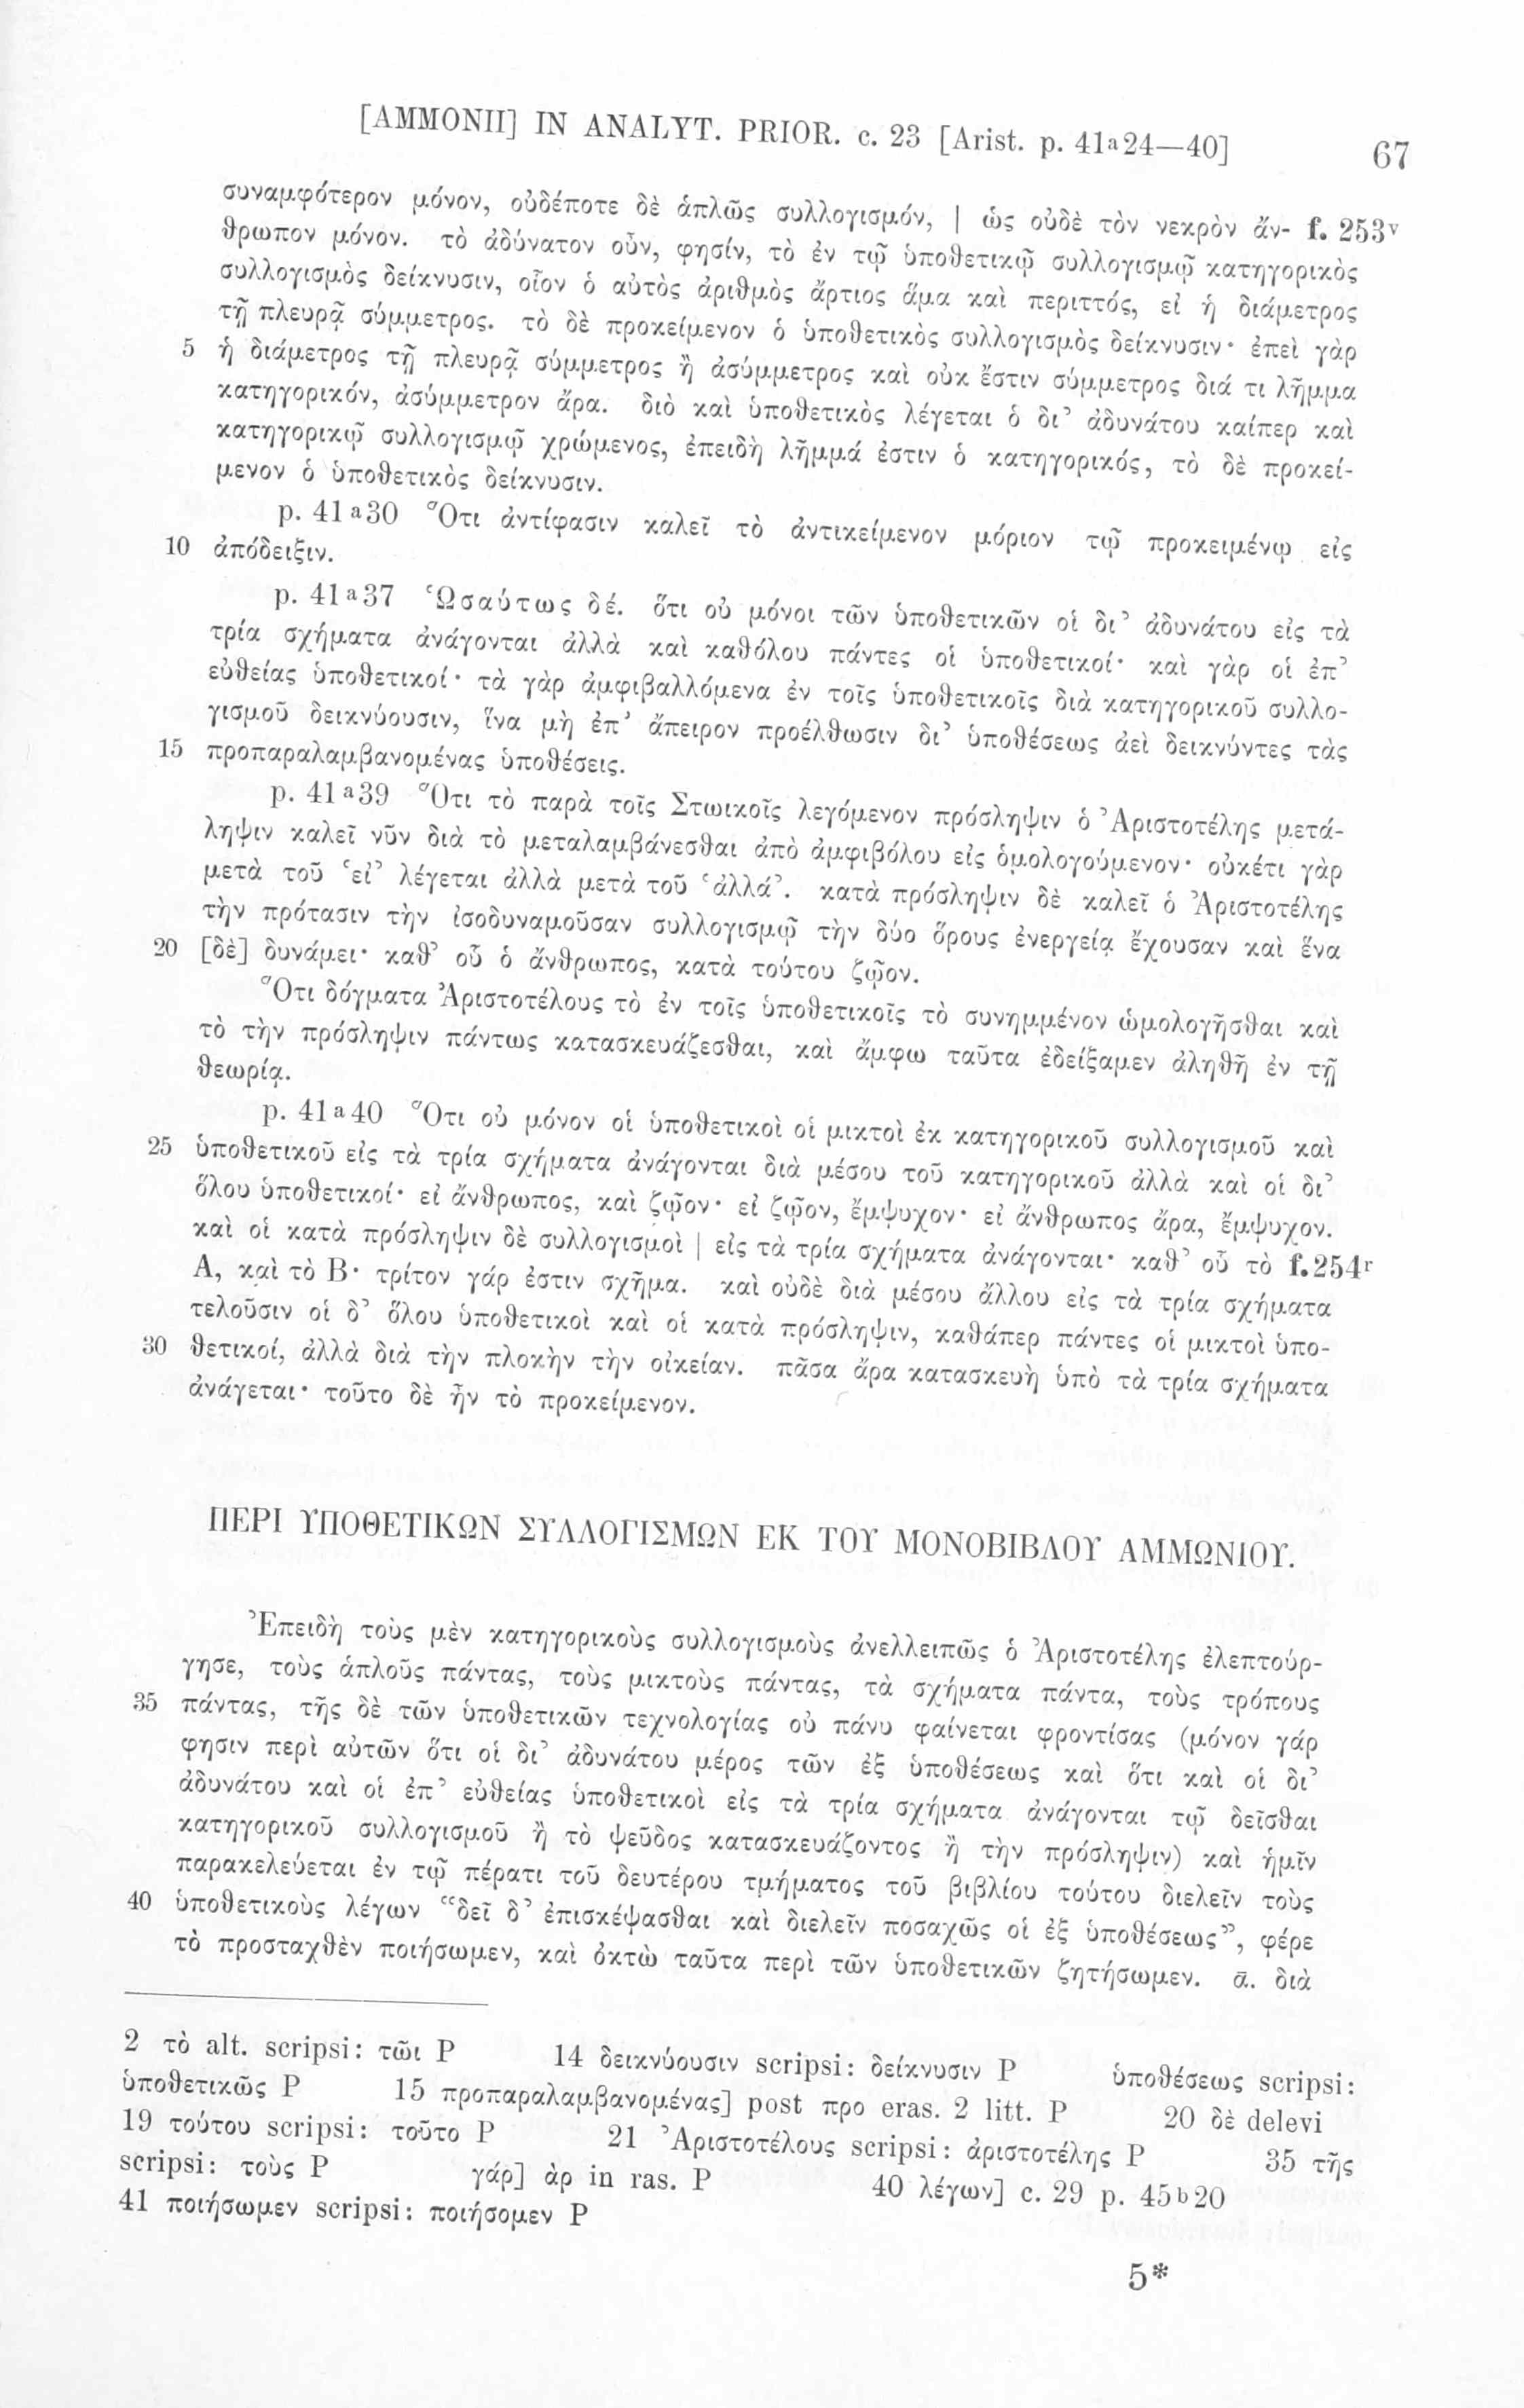 [AMMONII] IN ANALYT. PRIOR. c. 23 [Arist. p. 41a24—40] 67
συναμφότερον μόνον, οὐδέποτε δὲ ἁπλῶς συλλογισμόν, | ὡς οὐδὲ τὸν νεκρὸν ἄν- f. 253v
θρωπον μόνον. τὸ ἀδύνατον οὖν, φησίν, τὸ ἐν τῷ ὑποθετικῷ συλλογισμῷ κατηγορικὸς
συλλογισμὸς δείκνυσιν, οἷον ὁ αὐτὸς ἀριθμὸς ἄρτιος ἅμα καὶ περιττός, εἰ ἡ διάμετρος
τῇ πλευρᾷ σύμμετρος. τὸ δὲ προκείμενον ὁ ὑποθετικὸς συλλογισμὸς δείκνυσιν· ἐπεὶ γὰρ
5 ἡ διάμετρος τῇ πλευρᾷ σύμμετρος ἢ ἀσύμμετρος καὶ οὐκ ἔστιν σύμμετρος διά τι λῆμμα
κατηγορικόν, ἀσύμμετρον ἄρα. διὸ καὶ ὑποθετικὸς λέγεται ὁ δι᾽ ἀδυνάτου καίπερ καὶ
κατηγορικῷ συλλογισμῷ χρώμενος, ἐπειδὴ λῆμμά ἐστιν ὁ κατηγορικός, τὸ δὲ προκεί-
μενον ὁ ὑποθετικὸς δείκνυσιν.
p. 41a30 Ὅτι ἀντίφασιν καλεῖ τὸ ἀντικείμενον μόριον τῷ προκειμένῳ εἰς
10 ἀπόδειξιν.
p. 41a37 Ὡσαύτως δέ. ὅτι οὐ μόνοι τῶν ὑποθετικῶν οἱ δι᾽ ἀδυνάτου εἰς τὰ
τρία σχήματα ἀνάγονται ἀλλὰ καὶ καθόλου πάντες οἱ ὑποθετικοί· καὶ γὰρ οἱ ἐπ᾽
εὐθείας ὑποθετικοί· τὰ γὰρ ἀμφιβαλλόμενα ἐν τοῖς ὑποθετικοῖς διὰ κατηγορικοῦ συλλο-
γισμοῦ δεικνύουσιν, ἵνα μὴ ἐπ᾽ ἄπειρον προέλθωσιν δι᾽ ὑποθέσεως ἀεὶ δεικνύντες τὰς
15 προπαραλαμβανομένας ὑποθέσεις.
p. 41a39 Ὅτι τὸ παρὰ τοῖς Στωικοῖς λεγόμενον πρόσληψιν ὁ Ἀριστοτέλης μετά-
ληψιν καλεῖ νῦν διὰ τὸ μεταλαμβάνεσθαι ἀπὸ ἀμφιβόλου εἰς ὁμολογούμενον· οὐκέτι γὰρ
μετὰ τοῦ ‘εἰ’ λέγεται ἀλλὰ μετὰ τοῦ ‘ἀλλά’. κατὰ πρόσληψιν δὲ καλεῖ ὁ Ἀριστοτέλης
τὴν πρότασιν τὴν ἰσοδυναμοῦσαν συλλογισμῷ τὴν δύο ὅρους ἐνεργείᾳ ἔχουσαν καὶ ἕνα
20 [δὲ] δυνάμει· καθ᾽ οὗ ὁ ἄνθρωπος, κατὰ τούτου ζῷον.
Ὅτι δόγματα Ἀριστοτέλους τὸ ἐν τοῖς ὑποθετικοῖς τὸ συνημμένον ὡμολογῆσθαι καὶ
τὸ τὴν πρόσληψιν πάντως κατασκευάζεσθαι, καὶ ἄμφω ταῦτα ἐδείξαμεν ἀληθῆ ἐν τῇ
θεωρίᾳ.
p. 41a40 Ὅτι οὐ μόνον οἱ ὑποθετικοὶ οἱ μικτοὶ ἐκ κατηγορικοῦ συλλογισμοῦ καὶ
25 ὑποθετικοῦ εἰς τὰ τρία σχήματα ἀνάγονται διὰ μέσου τοῦ κατηγορικοῦ ἀλλὰ καὶ οἱ δι᾽
ὅλου ὑποθετικοί· εἰ ἄνθρωπος, καὶ ζῷον· εἰ ζῷον, ἔμψυχον· εἰ ἄνθρωπος ἄρα, ἔμψυχον.
καὶ οἱ κατὰ πρόσληψιν δὲ συλλογισμοὶ | εἰς τὰ τρία σχήματα ἀνάγονται· καθ᾽ οὗ τὸ f. 254r
Α, καὶ τὸ Β· τρίτον γάρ ἐστιν σχῆμα. καὶ οὐδὲ διὰ μέσου ἄλλου εἰς τὰ τρία σχήματα
τελοῦσιν οἱ δ᾽ ὅλου ὑποθετικοὶ καὶ οἱ κατὰ πρόσληψιν, καθάπερ πάντες οἱ μικτοὶ ὑπο-
30 θετικοί, ἀλλὰ διὰ τὴν πλοκὴν τὴν οἰκείαν. πᾶσα ἄρα κατασκευὴ ὑπὸ τὰ τρία σχήματα
ἀνάγεται· τοῦτο δὲ ἦν τὸ προκείμενον.
ΠΕΡΙ ΥΠΟΘΕΤΙΚΩΝ ΣΥΛΛΟΓΙΣΜΩΝ ΕΚ ΤΟΥ ΜΟΝΟΒΙΒΛΟΥ ΑΜΜΩΝΙΟΥ.
Ἐπειδὴ τοὺς μὲν κατηγορικοὺς συλλογισμοὺς ἀνελλειπῶς ὁ Ἀριστοτέλης ἐλεπτούρ-
γησε, τοὺς ἁπλοῦς πάντας, τοὺς μικτοὺς πάντας, τὰ σχήματα πάντα, τοὺς τρόπους
35 πάντας, τῆς δὲ τῶν ὑποθετικῶν τεχνολογίας οὐ πάνυ φαίνεται φροντίσας (μόνον γάρ
φησιν περὶ αὐτῶν ὅτι οἱ δι᾽ ἀδυνάτου μέρος τῶν ἐξ ὑποθέσεως καὶ ὅτι καὶ οἱ δι᾽
ἀδυνάτου καὶ οἱ ἐπ᾽ εὐθείας ὑποθετικοὶ εἰς τὰ τρία σχήματα ἀνάγονται τῷ δεῖσθαι
κατηγορικοῦ συλλογισμοῦ ἢ τὸ ψεῦδος κατασκευάζοντος ἢ τὴν πρόσληψιν) καὶ ἡμῖν
παρακελεύεται ἐν τῷ πέρατι τοῦ δευτέρου τμήματος τοῦ βιβλίου τούτου διελεῖν τοὺς
40 ὑποθετικοὺς λέγων “δεῖ δ᾽ ἐπισκέψασθαι καὶ διελεῖν ποσαχῶς οἱ ἐξ ὑποθέσεως”, φέρε
τὸ προσταχθὲν ποιήσωμεν, καὶ ὀκτὼ ταῦτα περὶ τῶν ὑποθετικῶν ζητήσωμεν. ᾱ. διὰ
2 τὸ alt. scripsi: τῶι P 14 δεικνύουσιν scripsi: δείκνυσιν P ὑποθέσεως scripsi:
ὑποθετικῶς P 15 προπαραλαμβανομένας] post προ eras. 2 litt. P 20 δὲ delevi
19 τούτου scripsi: τοῦτο P 21 Ἀριστοτέλους scripsi: ἀριστοτέλης P 35 τῆς
scripsi: τοὺς P γάρ] ὰρ in ras. P 40 λέγων] c. 29 p. 45b20
41 ποιήσωμεν scripsi: ποιήσομεν P
5*